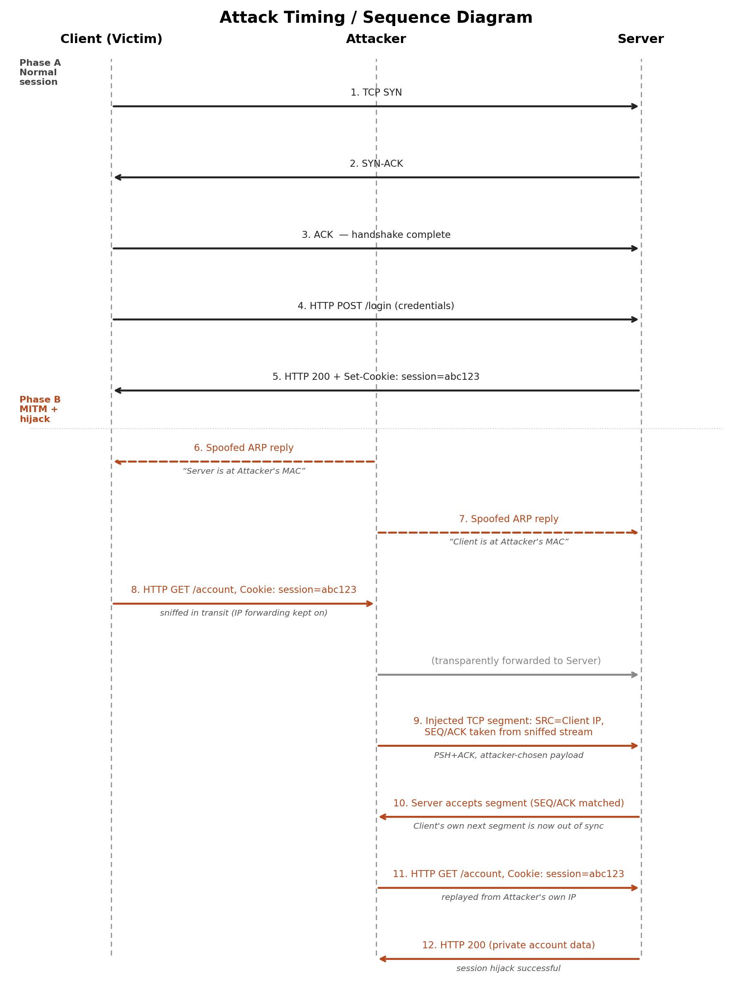 Attack Timing / Sequence Diagram
Client (Victim)
Attacker
Server
Phase A
Normal
session
1. TCP SYN
2. SYN-ACK
3. ACK  — handshake complete
4. HTTP POST /login (credentials)
5. HTTP 200 + Set-Cookie: session=abc123
Phase B
MITM +
hijack
6. Spoofed ARP reply
“Server is at Attacker's MAC”
7. Spoofed ARP reply
“Client is at Attacker's MAC”
8. HTTP GET /account, Cookie: session=abc123
sniffed in transit (IP forwarding kept on)
(transparently forwarded to Server)
9. Injected TCP segment: SRC=Client IP,
SEQ/ACK taken from sniffed stream
PSH+ACK, attacker-chosen payload
10. Server accepts segment (SEQ/ACK matched)
Client's own next segment is now out of sync
11. HTTP GET /account, Cookie: session=abc123
replayed from Attacker's own IP
12. HTTP 200 (private account data)
session hijack successful